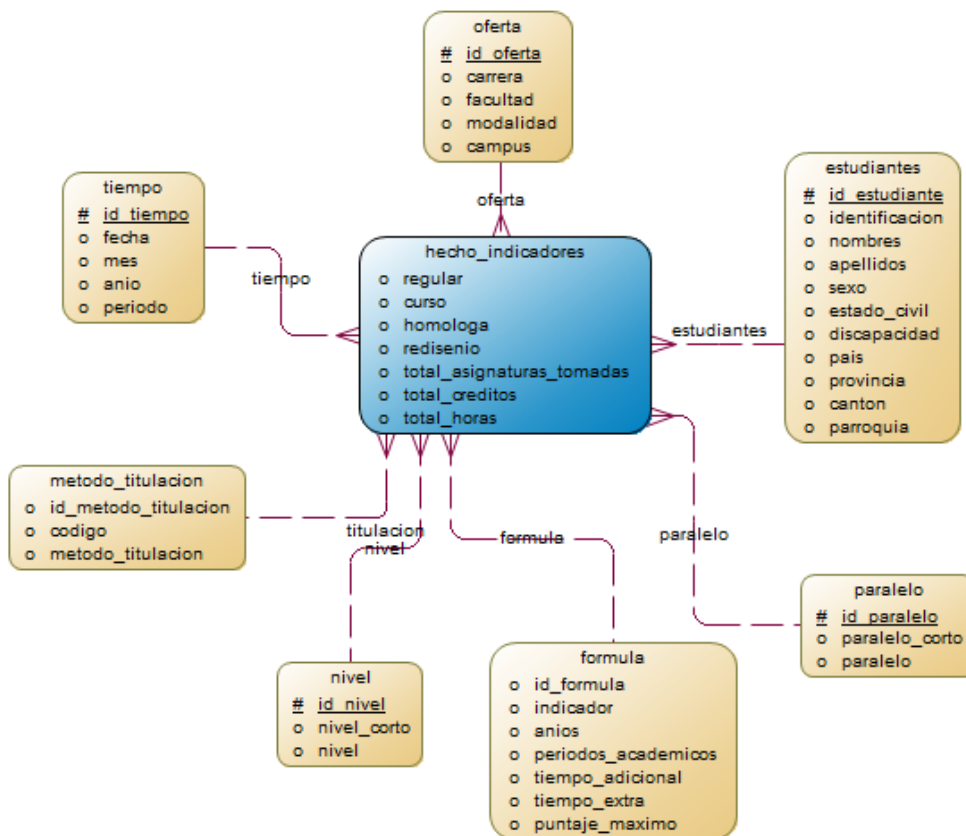 oferta
# id_oferta
o carrera
o facultad
o modalidad
o campus
oferta
tiempo
# id_tiempo
o fecha
o mes
o anio
o periodo
tiempo
estudiantes
# id_estudiante
o identificacion
o nombres
o apellidos
o sexo
o estado_civil
o discapacidad
o pais
o provincia
o canton
o parroquia
estudiantes
hecho_indicadores
o regular
o curso
o homologa
o redisenio
o total_asignaturas_tomadas
o total_creditos
o total_horas
metodo_titulacion
o id_metodo_titulacion
o codigo
o metodo_titulacion
titulacion
nivel
formula
paralelo
paralelo
# id_paralelo
o paralelo_corto
o paralelo
nivel
# id_nivel
o nivel_corto
o nivel
formula
o id_formula
o indicador
o anios
o periodos_academicos
o tiempo_adicional
o tiempo_extra
o puntaje_maximo